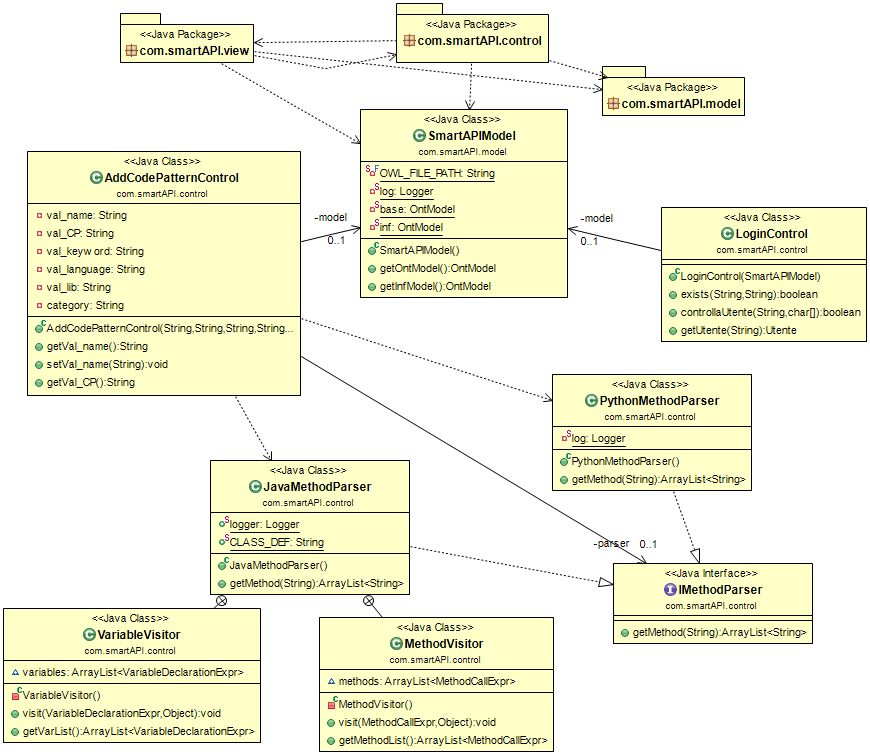 <<Java Package>>
com.smartAPI.view
<<Java Package>>
com.smartAPI.control
<<Java Package>>
com.smartAPI.model
<<Java Class>>
SmartAPIModel
com.smartAPI.model
OWL_FILE_PATH: String
log: Logger
base: OntModel
inf: OntModel
SmartAPIModel()
getOntModel():OntModel
getInfModel():OntModel
<<Java Class>>
AddCodePatternControl
com.smartAPI.control
val_name: String
val_CP: String
val_keyword: String
val_language: String
val_lib: String
category: String
AddCodePatternControl(String,String,String,String...
getVal_name():String
setVal_name(String):void
getVal_CP():String
-model
0..1
-model
0..1
<<Java Class>>
LoginControl
com.smartAPI.control
LoginControl(SmartAPIModel)
exists(String,String):boolean
controllaUtente(String,char[]):boolean
getUtente(String):Utente
<<Java Class>>
PythonMethodParser
com.smartAPI.control
log: Logger
PythonMethodParser()
getMethod(String):ArrayList<String>
<<Java Class>>
JavaMethodParser
com.smartAPI.control
logger: Logger
CLASS_DEF: String
JavaMethodParser()
getMethod(String):ArrayList<String>
-parser
0..1
<<Java Interface>>
IMethodParser
com.smartAPI.control
getMethod(String):ArrayList<String>
<<Java Class>>
VariableVisitor
com.smartAPI.control
variables: ArrayList<VariableDeclarationExpr>
VariableVisitor()
visit(VariableDeclarationExpr,Object):void
getVarList():ArrayList<VariableDeclarationExpr>
<<Java Class>>
MethodVisitor
com.smartAPI.control
methods: ArrayList<MethodCallExpr>
MethodVisitor()
visit(MethodCallExpr,Object):void
getMethodList():ArrayList<MethodCallExpr>